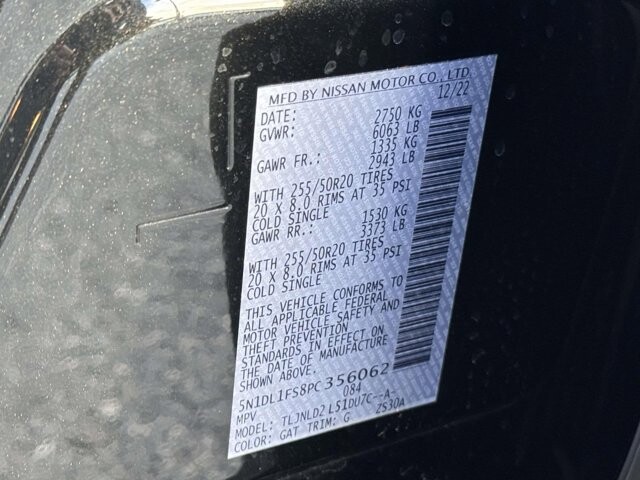 MFD BY NISSAN MOTOR CO., LTD
DATE: 12/22
GVWR: 2750 KG
6063 LB
GAWR FR.: 1335 KG
2943 LB
WITH 255/50R20 TIRES
20 X 8.0 RIMS AT 35 PSI
COLD SINGLE
GAWR RR.: 1530 KG
3373 LB
WITH 255/50R20 TIRES
20 X 8.0 RIMS AT 35 PSI
COLD SINGLE
THIS VEHICLE CONFORMS TO
ALL APPLICABLE FEDERAL
MOTOR VEHICLE SAFETY AND
THEFT PREVENTION
STANDARDS IN EFFECT ON
THE DATE OF MANUFACTURE
SHOWN ABOVE.
5N1DL1FS8PC356062
MPV 084
MODEL: TLJNLD2 L51DU7C--A-
COLOR: GAT TRIM: G 2S30A